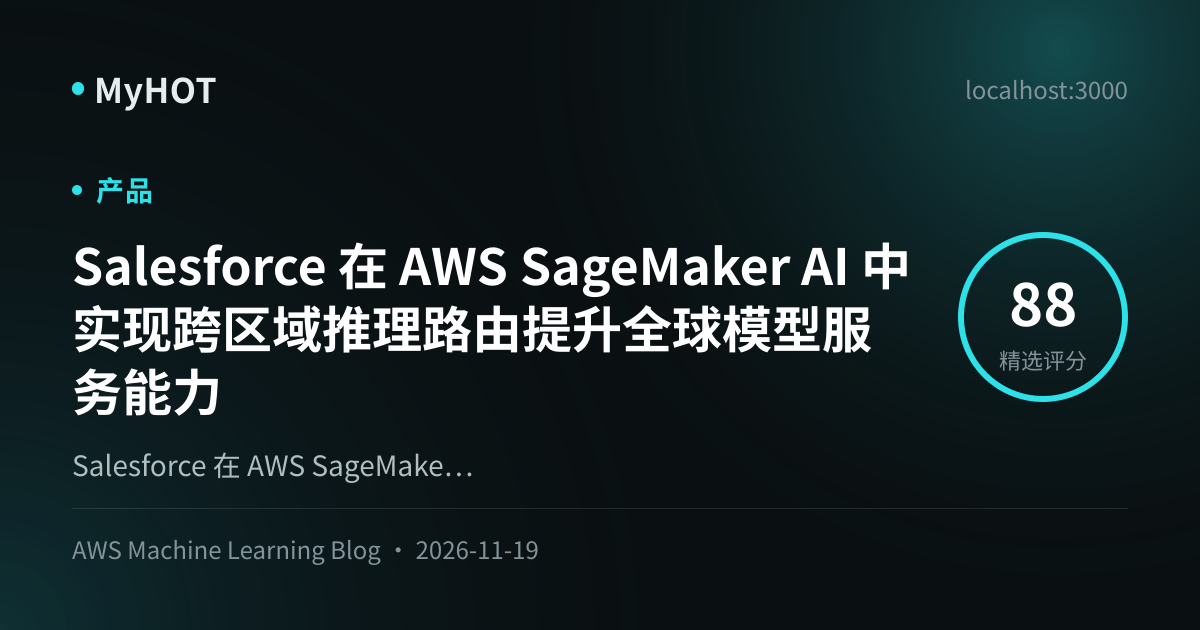 MyHOT
localhost:3000
产品
Salesforce 在 AWS SageMaker AI 中
实现跨区域推理路由提升全球模型服
务能力
88
精选评分
Salesforce 在 AWS SageMake…
AWS Machine Learning Blog • 2026-11-19